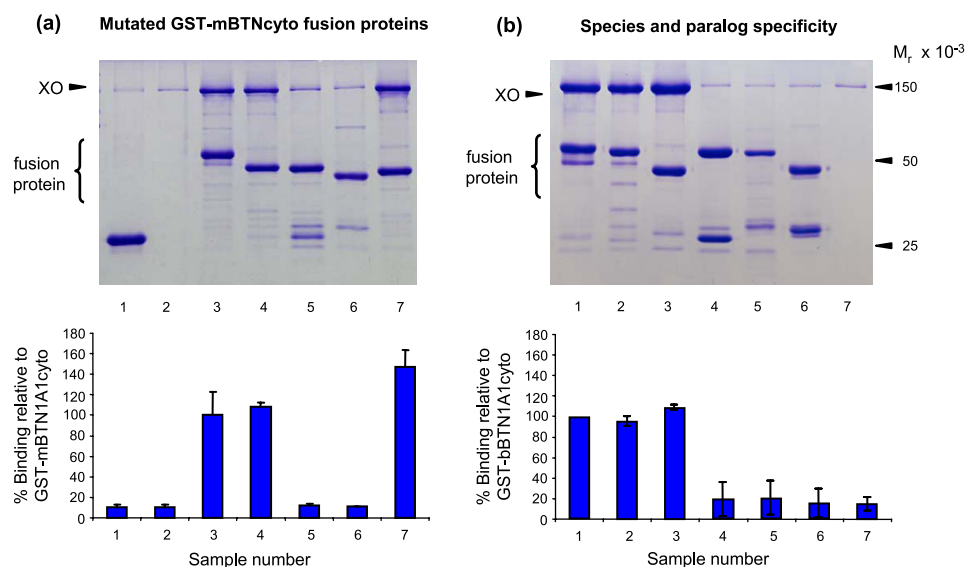 (a) Mutated GST-mBTNcyto fusion proteins
XO
fusion
protein
1 2 3 4 5 6 7
% Binding relative to
GST-mBTN1A1cyto
180
160
140
120
100
80
60
40
20
0
1 2 3 4 5 6 7
Sample number
(b) Species and paralog specificity
Mr x 10-3
XO
150
fusion
protein
50
25
1 2 3 4 5 6 7
% Binding relative to
GST-bBTN1A1cyto
180
160
140
120
100
80
60
40
20
0
1 2 3 4 5 6 7
Sample number